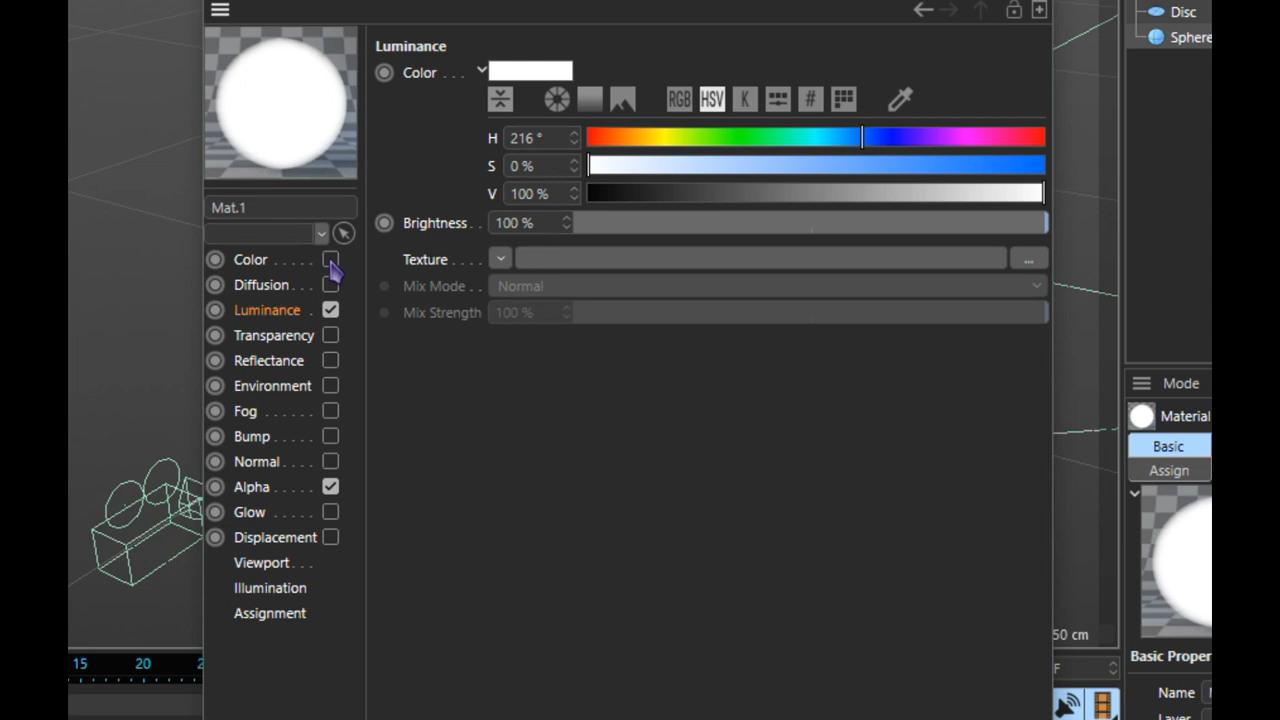 Luminance
Color . . .
RGB HSV K #
H 216 °
S 0 %
V 100 %
Brightness . . 100 %
Texture . . . . ...
Mix Mode . . Normal
Mix Strength 100 %
Mat.1
Color . . . . .
Diffusion . . .
Luminance .
Transparency
Reflectance
Environment
Fog . . . . . .
Bump . . . . .
Normal . . . .
Alpha . . . . .
Glow . . . . .
Displacement
Viewport . . .
Illumination
Assignment
Disc
Sphere
Mode
Material
Basic
Assign
Basic Proper
Name
50 cm
F
15 20 2